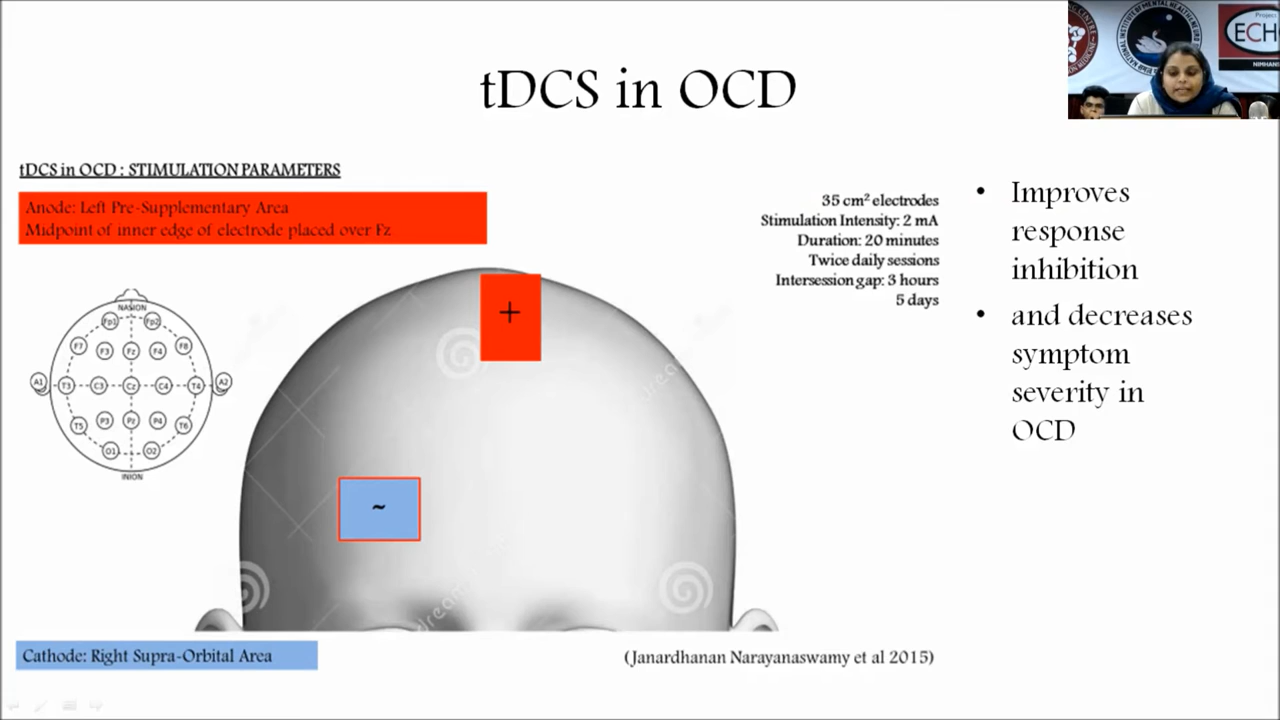 tDCS in OCD
tDCS in OCD : STIMULATION PARAMETERS
Anode: Left Pre-Supplementary Area
Midpoint of inner edge of electrode placed over Fz
35 cm² electrodes
Stimulation Intensity: 2 mA
Duration: 20 minutes
Twice daily sessions
Intersession gap: 3 hours
5 days
• Improves
response
inhibition
• and decreases
symptom
severity in
OCD
NASION
Fp1 Fp2
F7 F3 Fz F4 F8
A1 T3 C3 Cz C4 T4 A2
T5 P3 Pz P4 T6
O1 O2
INION
+
~
Cathode: Right Supra-Orbital Area
(Janardhanan Narayanaswamy et al 2015)
Project
ECHO
NIMHANS